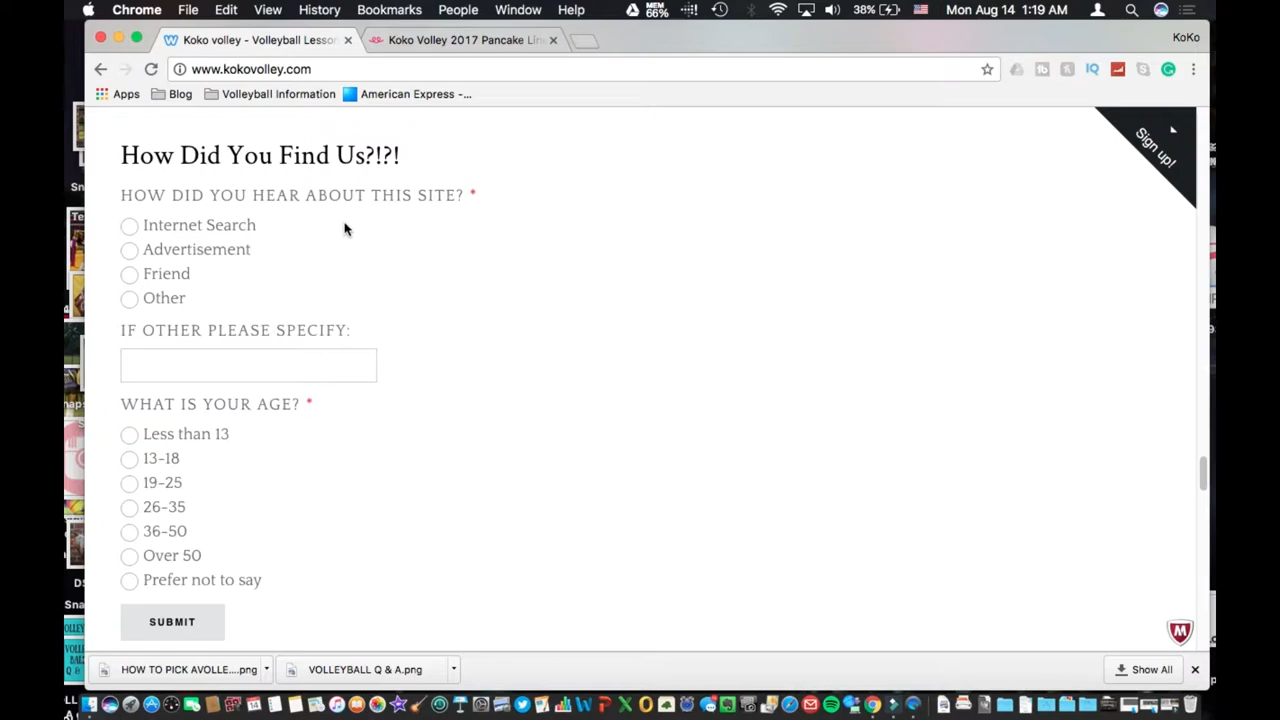 Chrome File Edit View History Bookmarks People Window Help MEM 66% 38% Mon Aug 14 1:19 AM
Koko volley - Volleyball Lesson Koko Volley 2017 Pancake Lin KoKo
www.kokovolley.com
Apps Blog Volleyball Information American Express -...
Sign up!
How Did You Find Us?!?!
HOW DID YOU HEAR ABOUT THIS SITE? *
Internet Search
Advertisement
Friend
Other
IF OTHER PLEASE SPECIFY:
WHAT IS YOUR AGE? *
Less than 13
13-18
19-25
26-35
36-50
Over 50
Prefer not to say
SUBMIT
HOW TO PICK AVOLLE....png VOLLEYBALL Q & A.png Show All